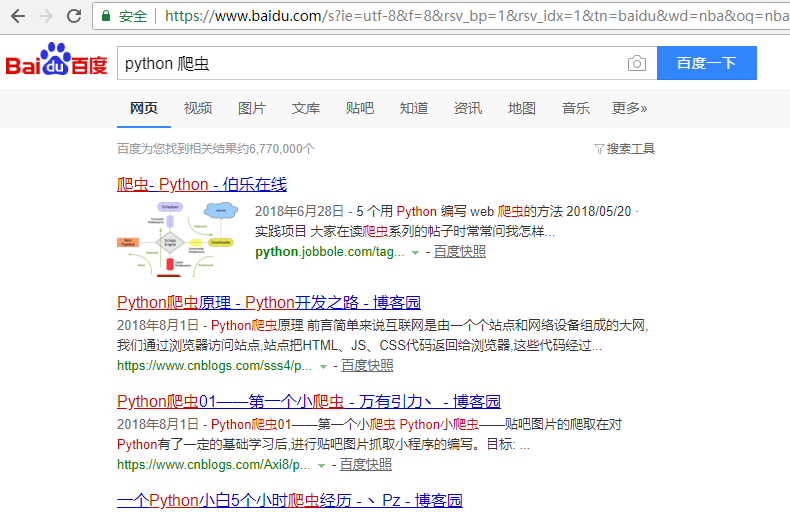 安全 https://www.baidu.com/s?ie=utf-8&f=8&rsv_bp=1&rsv_idx=1&tn=baidu&wd=nba&oq=nba
Bai du 百度 python 爬虫 百度一下
网页 视频 图片 文库 贴吧 知道 资讯 地图 音乐 更多»
百度为您找到相关结果约6,770,000个 搜索工具
爬虫- Python - 伯乐在线
2018年6月28日 - 5 个用 Python 编写 web 爬虫的方法 2018/05/20 ·
实践项目 大家在读爬虫系列的帖子时常常问我怎样...
python.jobbole.com/tag... - 百度快照
Scheduler
Internet
Item Pipeline
Scrapy Engine
Downloader
Python爬虫原理 - Python开发之路 - 博客园
2018年8月1日 - Python爬虫原理 前言简单来说互联网是由一个个站点和网络设备组成的大网,
我们通过浏览器访问站点,站点把HTML、JS、CSS代码返回给浏览器,这些代码经过...
https://www.cnblogs.com/sss4/p... - 百度快照
Python爬虫01——第一个小爬虫 - 万有引力丶 - 博客园
2018年8月1日 - Python爬虫01——第一个小爬虫 Python小爬虫——贴吧图片的爬取在对
Python有了一定的基础学习后,进行贴吧图片抓取小程序的编写。目标: ...
https://www.cnblogs.com/Axi8/p... - 百度快照
一个Python小白5个小时爬虫经历 - 丶 Pz - 博客园